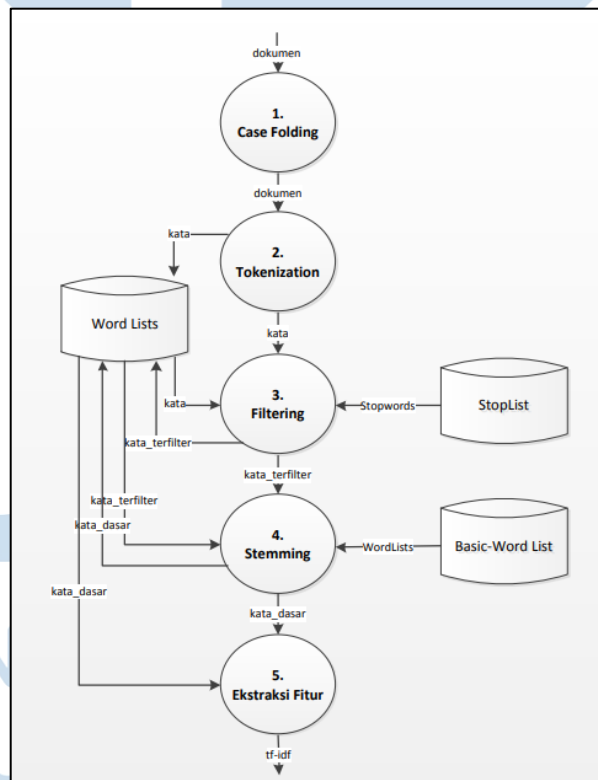 dokumen
1.
Case Folding
dokumen
kata
2.
Tokenization
Word Lists
kata
kata
3.
Filtering
Stopwords
StopList
kata_terfilter
kata_terfilter
kata_terfilter
kata_dasar
4.
Stemming
WordLists
Basic-Word List
kata_dasar
kata_dasar
5.
Ekstraksi Fitur
tf-idf